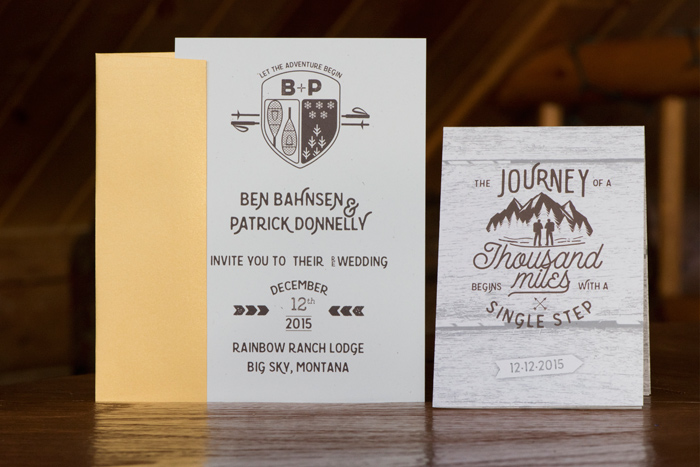 LET THE ADVENTURE BEGIN
B+P
BEN BAHNSEN &
PATRICK DONNELLY
INVITE YOU TO THEIR WEDDING
DECEMBER
12th
2015
RAINBOW RANCH LODGE
BIG SKY, MONTANA
THE JOURNEY OF A
Thousand
BEGINS miles WITH A
SINGLE STEP
12-12-2015